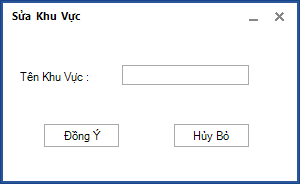 Sửa Khu Vực
Tên Khu Vực :
Đồng Ý
Hủy Bỏ